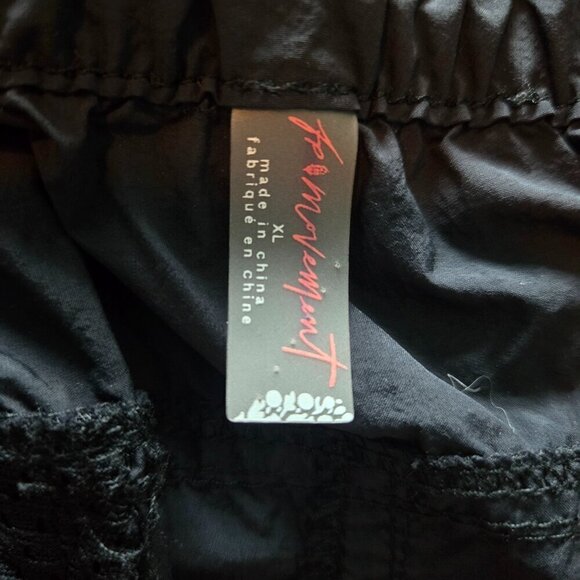 fp movement
XL
made in china
fabriqué en chine